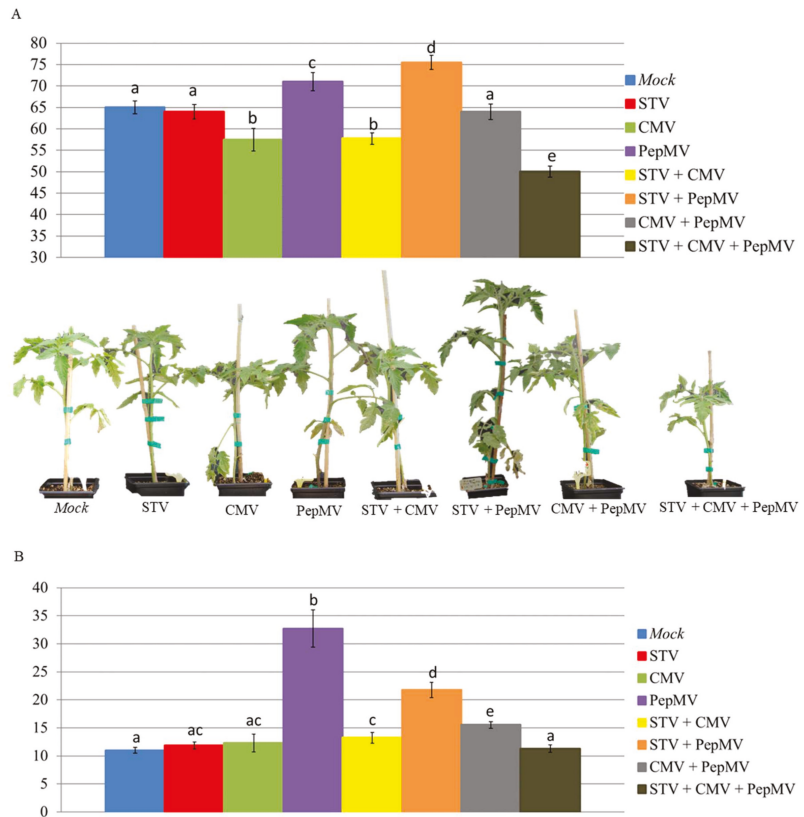 A
80
75
70
65
60
55
50
45
40
35
30
a
a
b
c
b
d
a
e
Mock
STV
CMV
PepMV
STV + CMV
STV + PepMV
CMV + PepMV
STV + CMV + PepMV
Mock
STV
CMV
PepMV
STV + CMV
STV + PepMV
CMV + PepMV
STV + CMV + PepMV
B
40
35
30
25
20
15
10
5
0
a
ac
ac
b
c
d
e
a
Mock
STV
CMV
PepMV
STV + CMV
STV + PepMV
CMV + PepMV
STV + CMV + PepMV